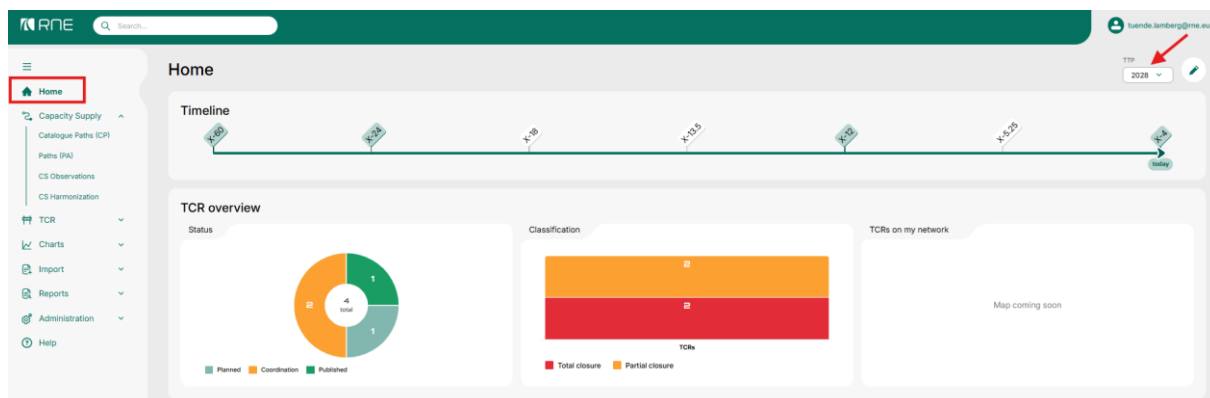 RNE
Search...
tuende.lamberg@rne.eu
Home
TTP
2028
Home
Capacity Supply
Catalogue Paths (CP)
Paths (PA)
CS Observations
CS Harmonization
TCR
Charts
Import
Reports
Administration
Help
Timeline
X-60
X-24
X-18
X-13.5
X-12
X-5.25
X-4
today
TCR overview
Status
1
2
4
total
1
Planned
Coordination
Published
Classification
2
2
TCRs
Total closure
Partial closure
TCRs on my network
Map coming soon